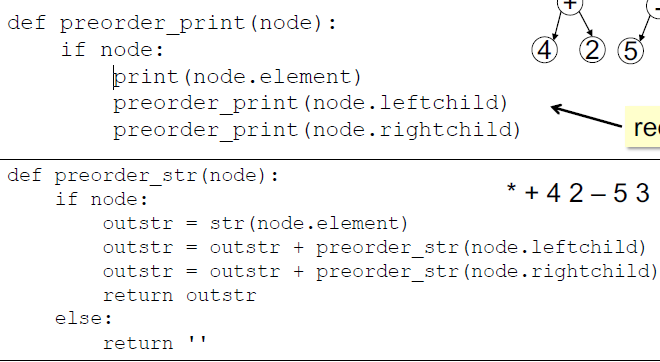 def preorder_print(node):
if node:
print(node.element)
preorder_print(node.leftchild)
preorder_print(node.rightchild)
+
4 2 5
def preorder_str(node):
if node:
outstr = str(node.element)
outstr = outstr + preorder_str(node.leftchild)
outstr = outstr + preorder_str(node.rightchild)
return outstr
else:
return ''
* + 4 2 – 5 3